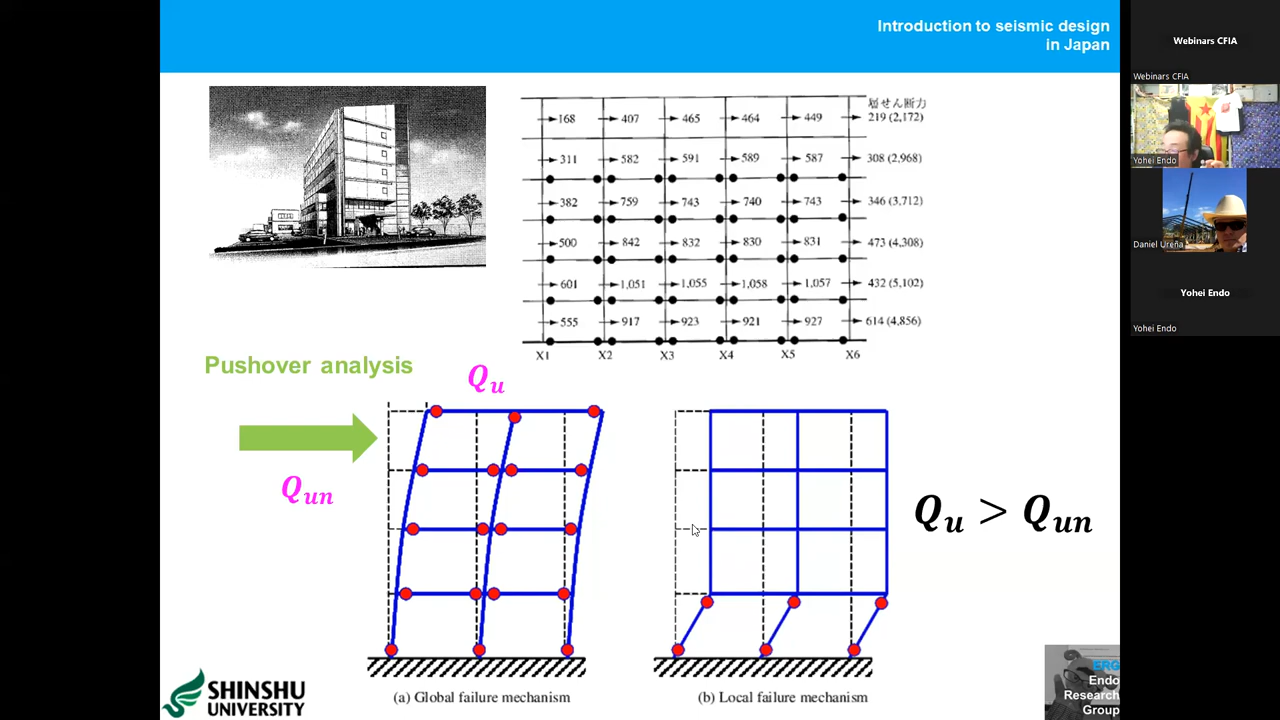 Introduction to seismic design
in Japan
Webinars CFIA
Webinars CFIA
Yohei Endo
Daniel Ureña
Yohei Endo
Yohei Endo
層せん断力
168 407 465 464 449 219 (2,172)
311 582 591 589 587 308 (2,968)
382 759 743 740 743 346 (3,712)
500 842 832 830 831 473 (4,308)
601 1,051 1,055 1,058 1,057 432 (5,102)
555 917 923 921 927 614 (4,856)
X1 X2 X3 X4 X5 X6
Pushover analysis
Qu
Qun
Qu > Qun
(a) Global failure mechanism
(b) Local failure mechanism
SHINSHU
UNIVERSITY
ERG
Endo
Research
Group